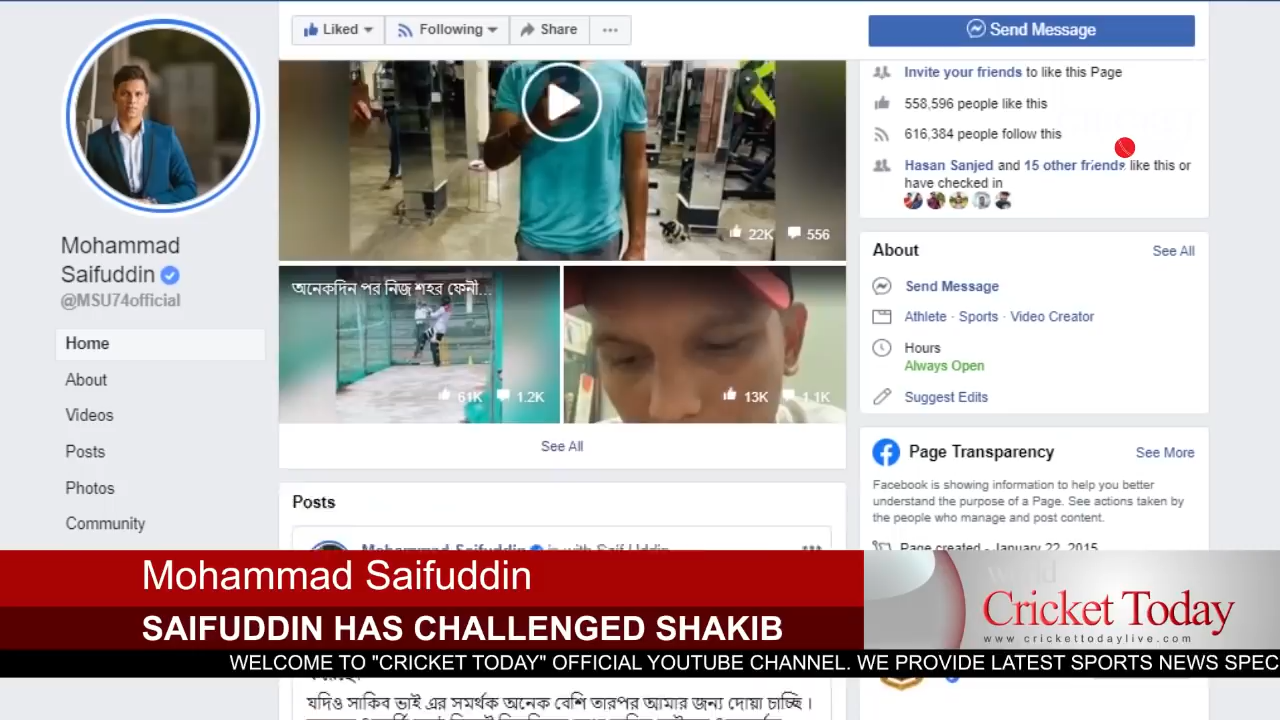 Liked
Following
Share
Send Message
Invite your friends to like this Page
558,596 people like this
616,384 people follow this
Hasan Sanjed and 15 other friends like this or
have checked in
Mohammad
Saifuddin
@MSU74official
Home
About
Videos
Posts
Photos
Community
22K 556
অনেকদিন পর নিজ শহর ফেনী...
61K 1.2K
13K 1.1K
See All
Posts
Mohammad Saifuddin is with Saif Uddin
About
See All
Send Message
Athlete · Sports · Video Creator
Hours
Always Open
Suggest Edits
Page Transparency
See More
Facebook is showing information to help you better
understand the purpose of a Page. See actions taken by
the people who manage and post content.
Page created - January 22, 2015
Mohammad Saifuddin
SAIFUDDIN HAS CHALLENGED SHAKIB
world
Cricket Today
www.crickettodaylive.com
WELCOME TO "CRICKET TODAY" OFFICIAL YOUTUBE CHANNEL. WE PROVIDE LATEST SPORTS NEWS SPEC
যদিও সাকিব ভাই এর সমর্থক অনেক বেশি তারপর আমার জন্য দোয়া চাচ্ছি ।